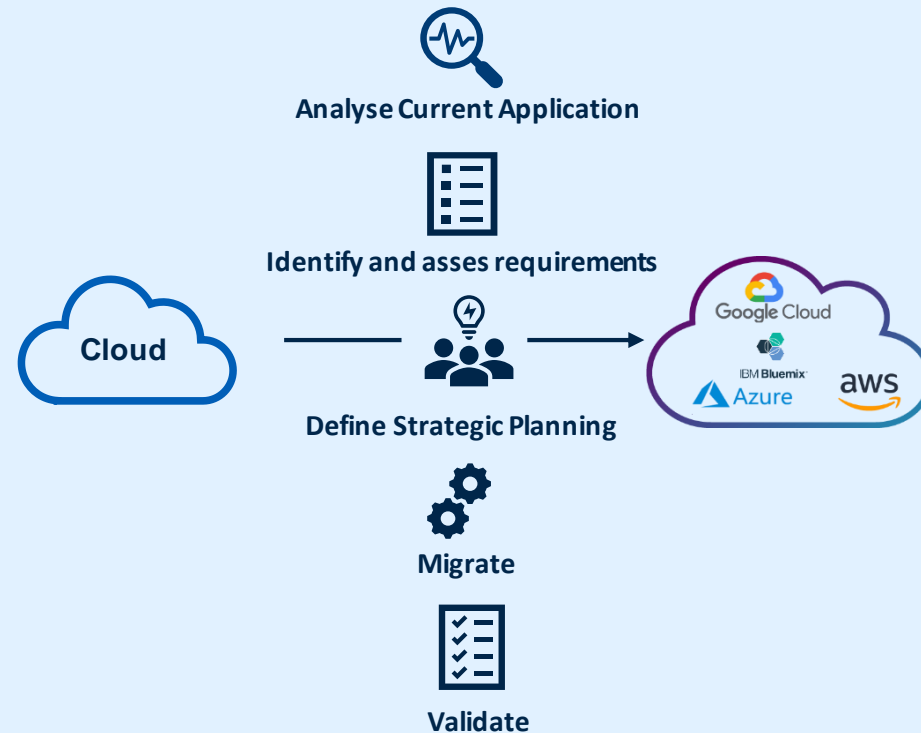 Analyse Current Application
Identify and asses requirements
Cloud
Google Cloud
IBM Bluemix
Azure
aws
Define Strategic Planning
Migrate
Validate